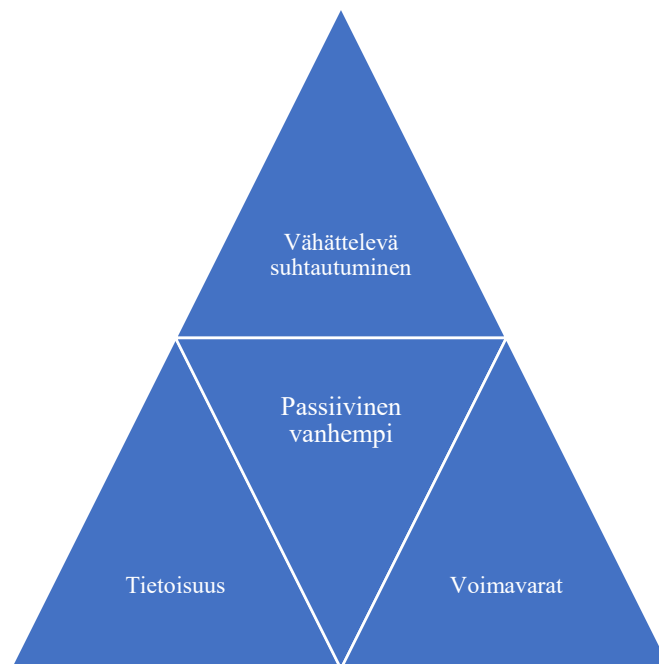 Vähättelevä
suhtautuminen
Passiivinen
vanhempi
Tietoisuus
Voimavarat